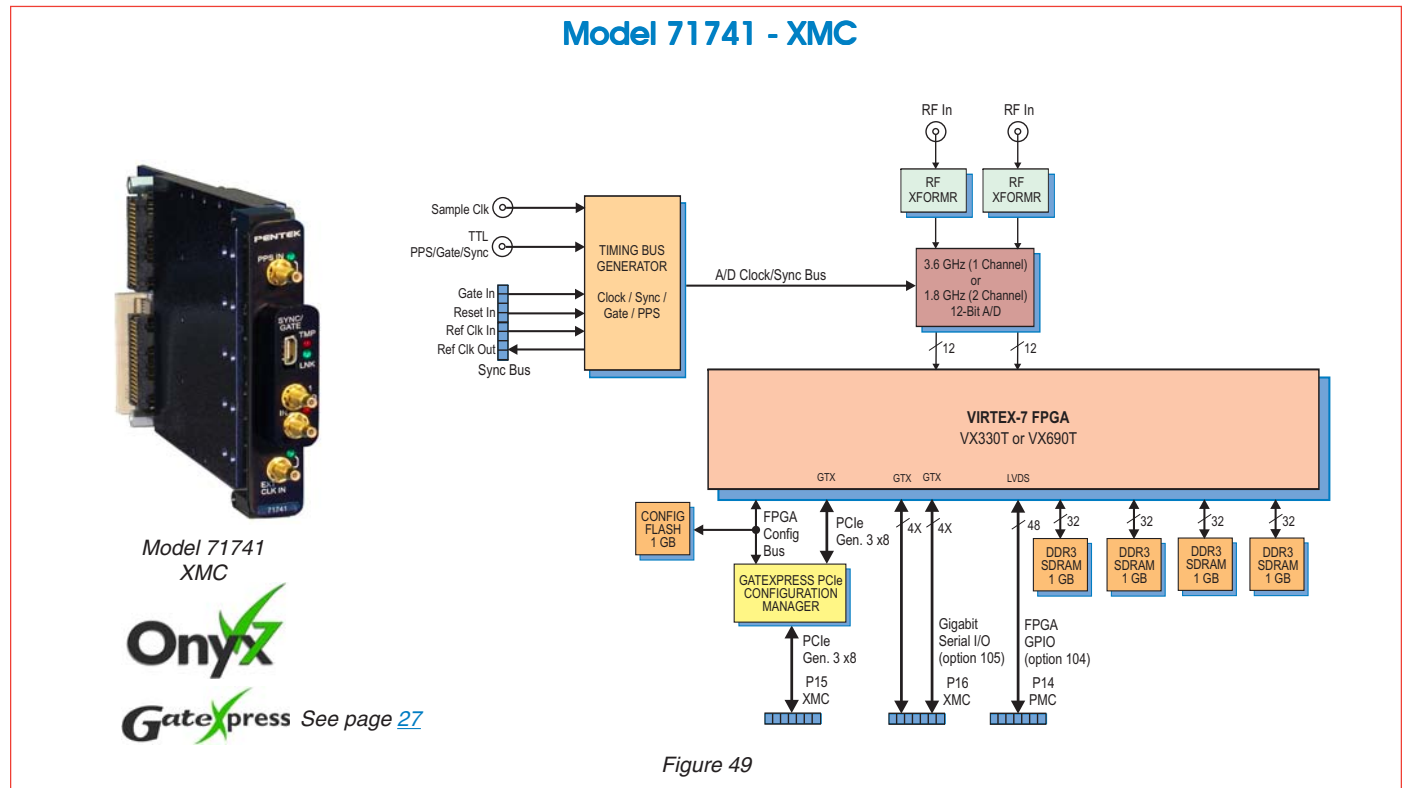 Model 71741 - XMC
RF In
RF In
RF
XFORMR
RF
XFORMR
Sample Clk
TTL
PPS/Gate/Sync
Gate In
Reset In
Ref Clk In
Ref Clk Out
Sync Bus
TIMING BUS
GENERATOR
Clock / Sync /
Gate / PPS
A/D Clock/Sync Bus
3.6 GHz (1 Channel)
or
1.8 GHz (2 Channel)
12-Bit A/D
12
12
VIRTEX-7 FPGA
VX330T or VX690T
GTX
GTX
GTX
LVDS
CONFIG
FLASH
1 GB
FPGA
Config
Bus
PCIe
Gen. 3 x8
4X
4X
48
32
32
32
32
DDR3
SDRAM
1 GB
DDR3
SDRAM
1 GB
DDR3
SDRAM
1 GB
DDR3
SDRAM
1 GB
GATEXPRESS PCIe
CONFIGURATION
MANAGER
PCIe
Gen. 3 x8
P15
XMC
Gigabit
Serial I/O
(option 105)
P16
XMC
FPGA
GPIO
(option 104)
P14
PMC
PENTEK
PPS IN
SYNC/
GATE
TMP
LNK
1
IN
EXT
CLK IN
71741
Model 71741
XMC
Onyx7
GateXpress See page 27
Figure 49